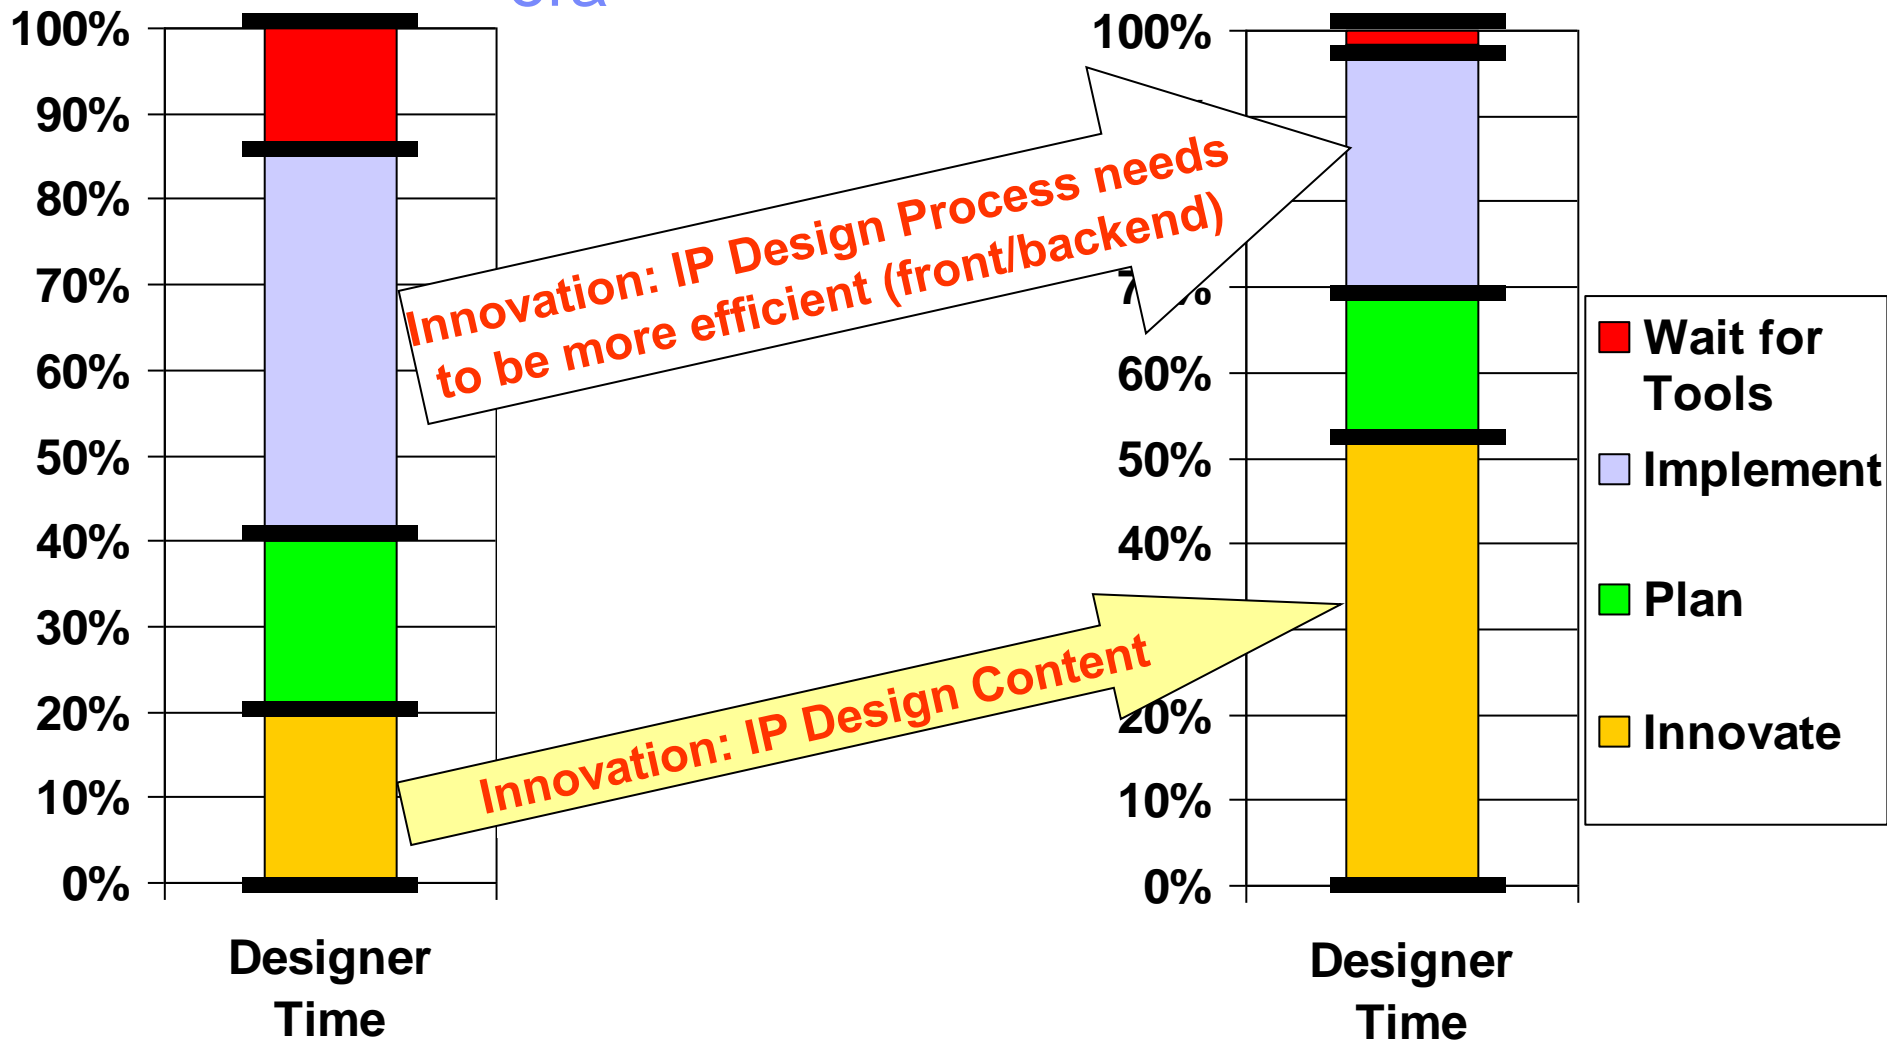 100%
90%
80%
70%
60%
50%
40%
30%
20%
10%
0%
Designer
Time
Innovation: IP Design Process needs
to be more efficient (front/backend)
Innovation: IP Design Content
100%
60%
50%
40%
20%
10%
0%
Designer
Time
Wait for
Tools
Implement
Plan
Innovate